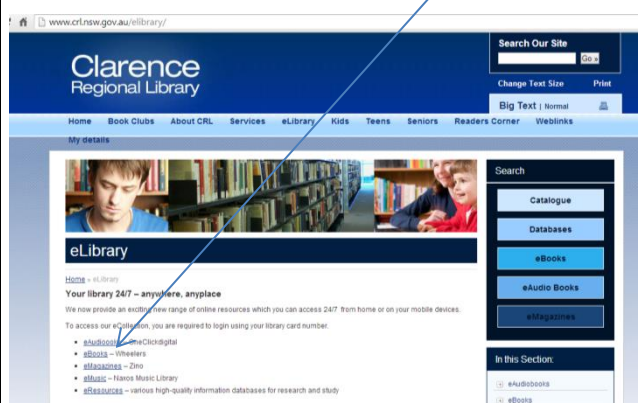 www.crl.nsw.gov.au/elibrary/
Search Our Site
Go »
Clarence
Regional Library
Change Text Size
Print
Big Text | Normal
Home Book Clubs About CRL Services eLibrary Kids Teens Seniors Readers Corner Weblinks
My details
Search
Catalogue
Databases
eBooks
eAudio Books
eMagazines
eLibrary
Home » eLibrary
Your library 24/7 – anywhere, anyplace
We now provide an exciting new range of online resources which you can access 24/7 from home or on your mobile devices.
To access our eCollection, you are required to login using your library card number.
eAudiobooks – OneClickdigital
eBooks – Wheelers
eMagazines – Zino
eMusic – Naxos Music Library
eResources – various high-quality information databases for research and study
In this Section:
eAudiobooks
eBooks